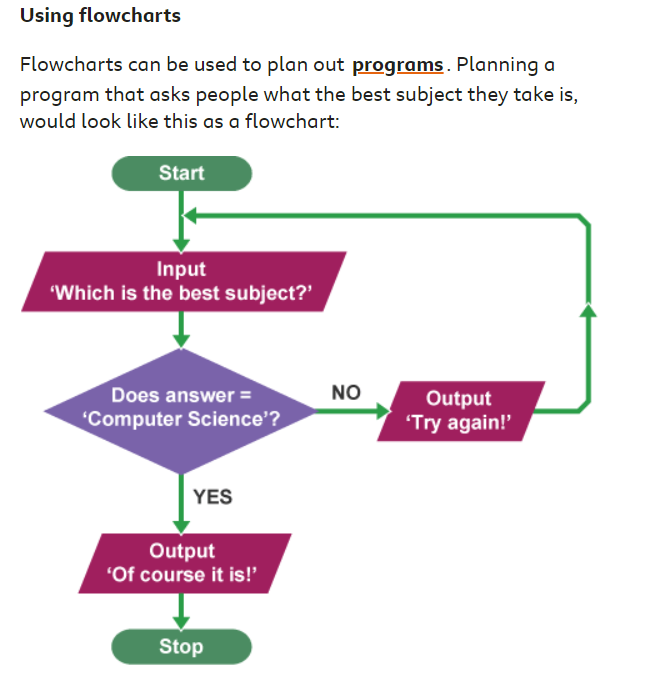 Using flowcharts
Flowcharts can be used to plan out programs. Planning a
program that asks people what the best subject they take is,
would look like this as a flowchart:
Start
Input
‘Which is the best subject?’
Does answer =
‘Computer Science’?
NO
Output
‘Try again!’
YES
Output
‘Of course it is!’
Stop